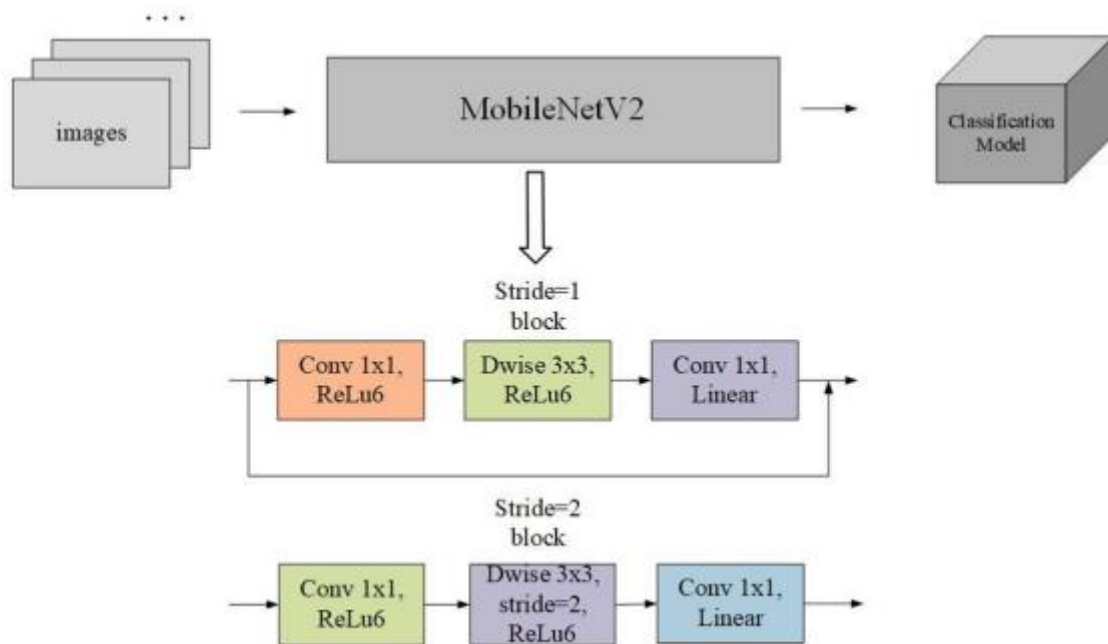 . . .
images
MobileNetV2
Classification
Model
Stride=1
block
Conv 1x1,
ReLu6
Dwise 3x3,
ReLu6
Conv 1x1,
Linear
Stride=2
block
Conv 1x1,
ReLu6
Dwise 3x3,
stride=2,
ReLu6
Conv 1x1,
Linear